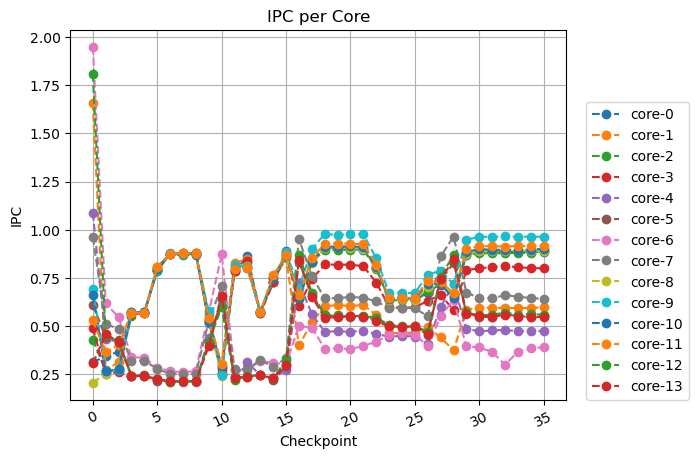 IPC per Core
IPC
2.00
1.75
1.50
1.25
1.00
0.75
0.50
0.25
0
5
10
15
20
25
30
35
Checkpoint
core-0
core-1
core-2
core-3
core-4
core-5
core-6
core-7
core-8
core-9
core-10
core-11
core-12
core-13